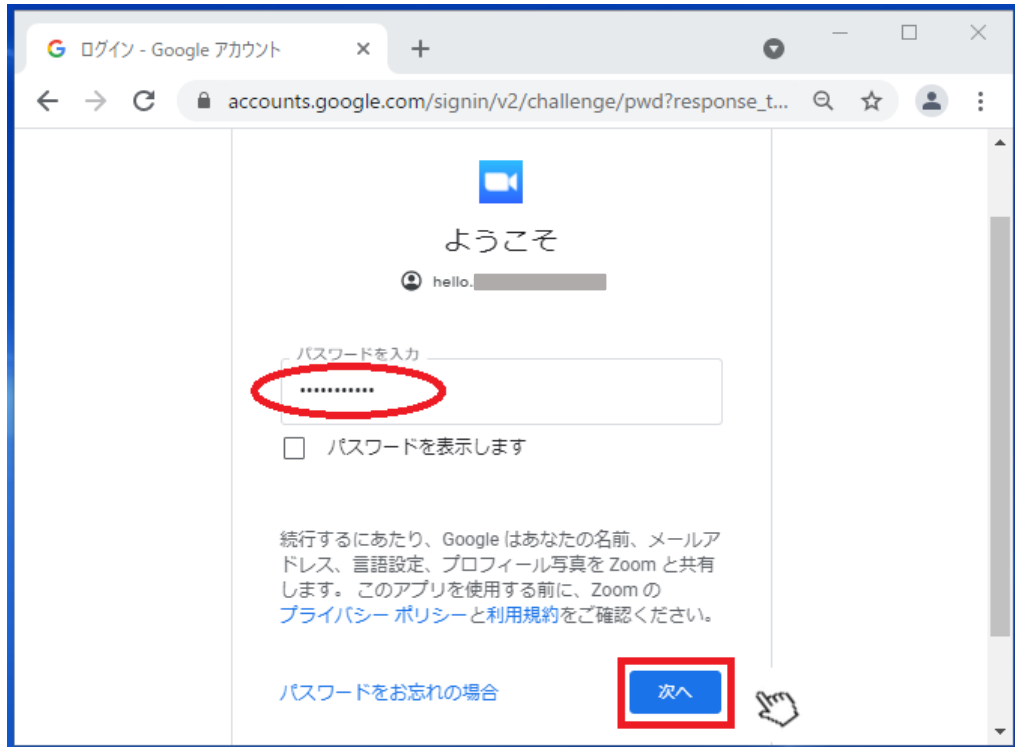 ログイン - Google アカウント
accounts.google.com/signin/v2/challenge/pwd?response_t...
ようこそ
hello.
パスワードを入力
•••••••••••
パスワードを表示します
続行するにあたり、Google はあなたの名前、メールア
ドレス、言語設定、プロフィール写真を Zoom と共有
します。 このアプリを使用する前に、Zoom の
プライバシー ポリシーと利用規約をご確認ください。
パスワードをお忘れの場合
次へ